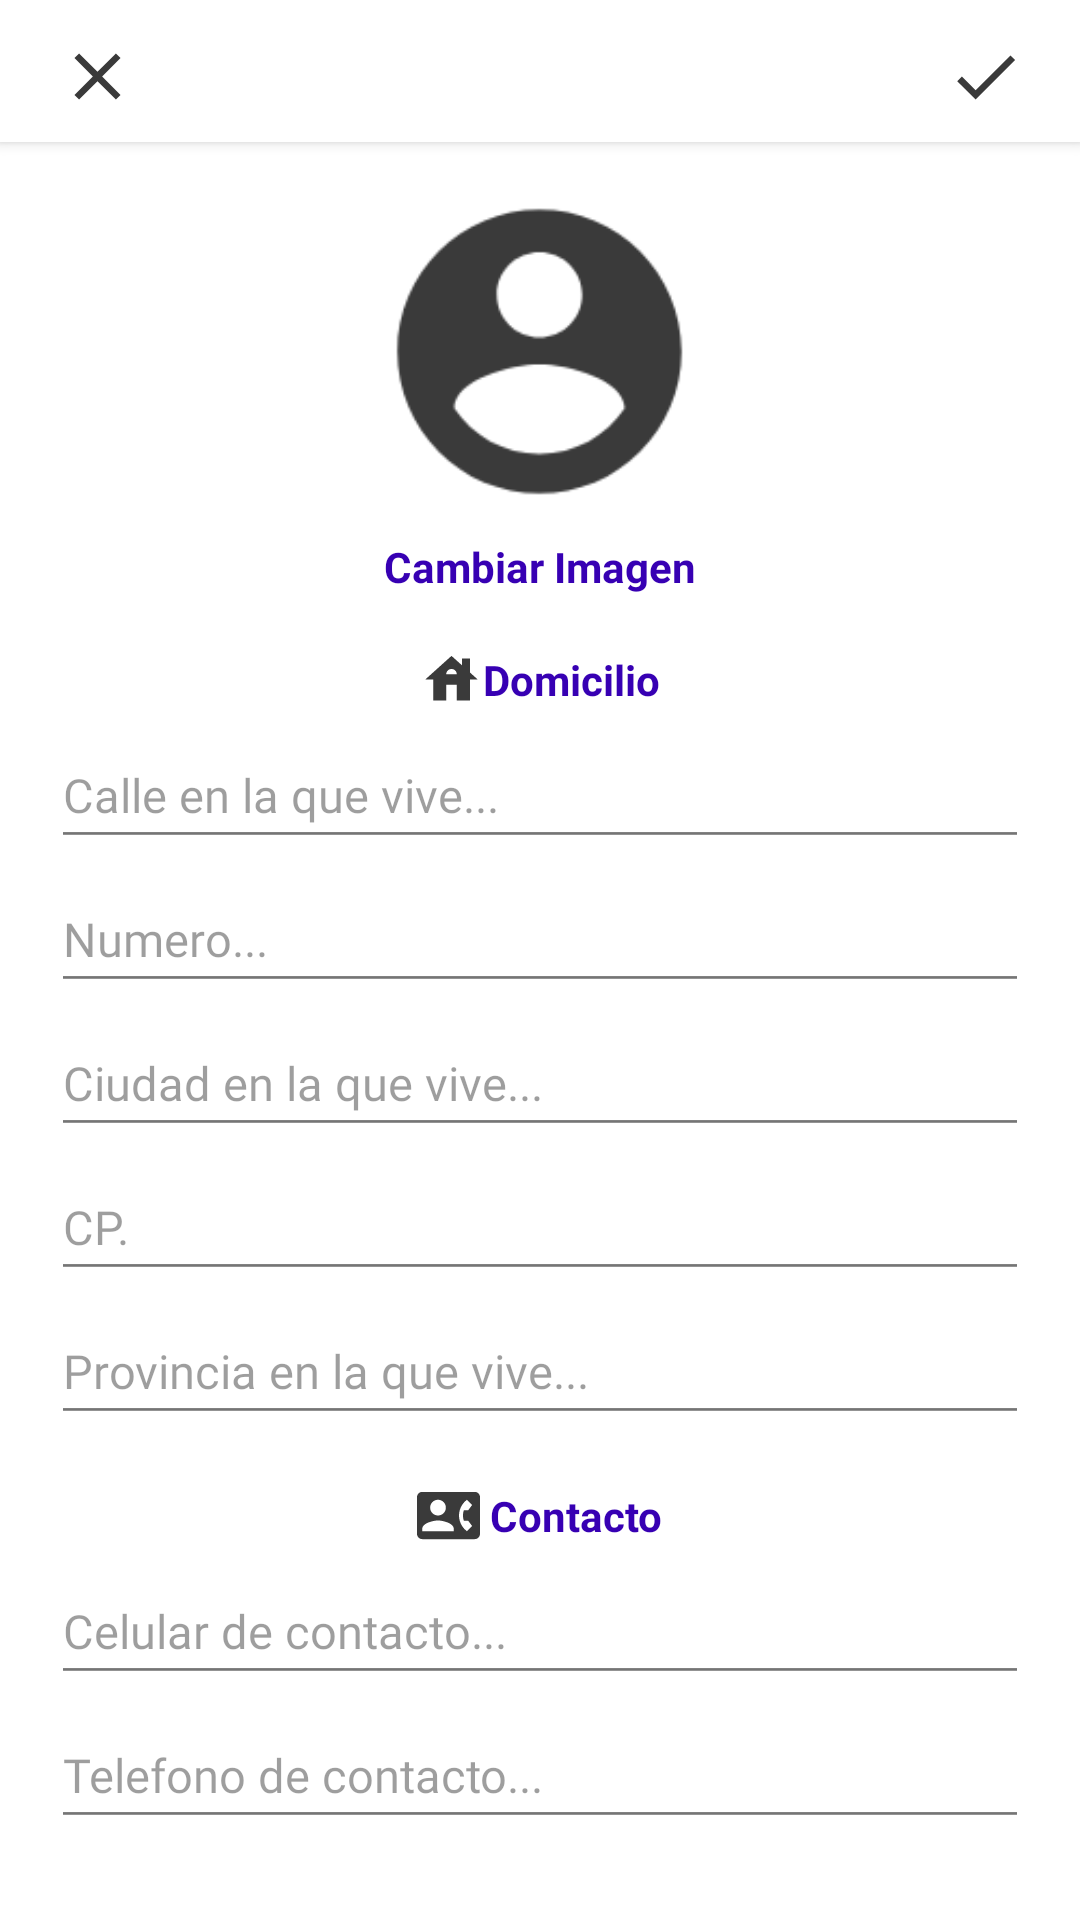 Cambiar Imagen
Domicilio
Calle en la que vive...
Numero...
Ciudad en la que vive...
CP.
Provincia en la que vive...
Contacto
Celular de contacto...
Telefono de contacto...